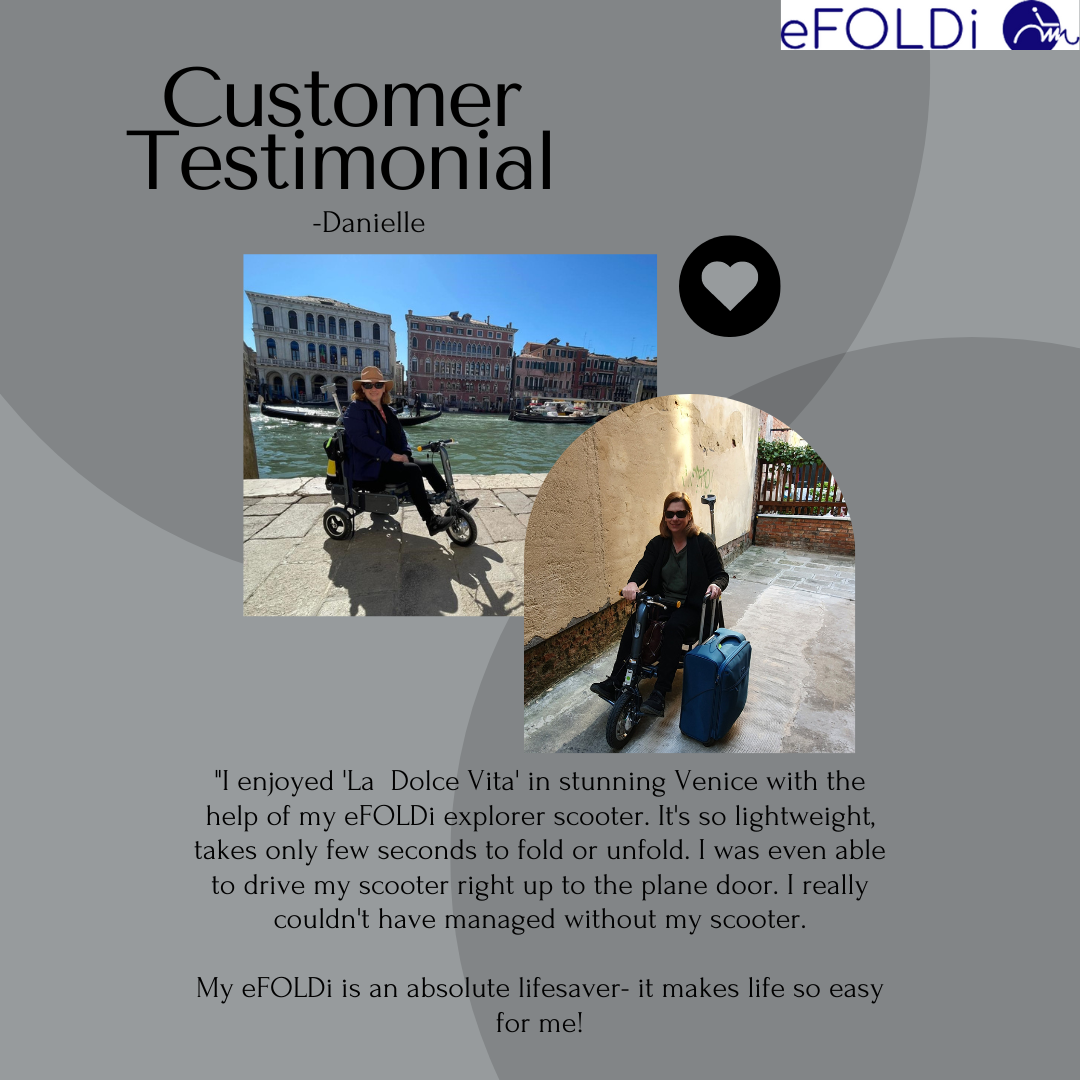 eFOLDi
Customer
Testimonial
-Danielle
"I enjoyed 'La  Dolce Vita' in stunning Venice with the
help of my eFOLDi explorer scooter. It's so lightweight,
takes only few seconds to fold or unfold. I was even able
to drive my scooter right up to the plane door. I really
couldn't have managed without my scooter.
My eFOLDi is an absolute lifesaver- it makes life so easy
for me!